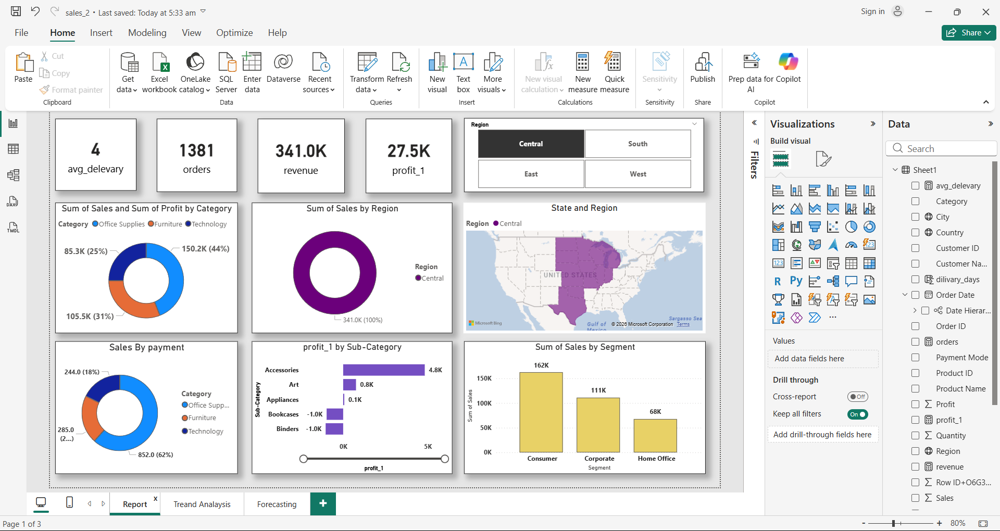 sales_2 • Last saved: Today at 5:33 am
Sign in
File
Home
Insert
Modeling
View
Optimize
Help
Share
Paste
Cut
Copy
Format painter
Clipboard
Get data
Excel workbook
OneLake catalog
SQL Server
Enter data
Dataverse
Recent sources
Data
Transform data
Refresh
Queries
New visual
Text box
More visuals
Insert
New visual calculation
New measure
Quick measure
Calculations
Sensitivity
Sensitivity
Publish
Share
Prep data for AI
Copilot
Copilot
4
avg_delevary
1381
orders
341.0K
revenue
27.5K
profit_1
Region
Central
South
East
West
Sum of Sales and Sum of Profit by Category
Category Office Supplies Furniture Technology
85.3K (25%)
150.2K (44%)
105.5K (31%)
Sum of Sales by Region
Region
Central
341.0K (100%)
State and Region
Region Central
UNITED STATES
Sargasso Sea
Gulf of
Mexico
Microsoft Bing
© 2026 Microsoft Corporation Terms
Sales By payment
244.0 (18%)
285.0
(2...)
852.0 (62%)
Category
Office Supp...
Furniture
Technology
profit_1 by Sub-Category
Sub-Category
Accessories 4.8K
Art 0.8K
Appliances 0.1K
Bookcases -1.0K
Binders -1.0K
0K 5K
profit_1
Sum of Sales by Segment
Sum of Sales
150K
100K
50K
0K
162K
111K
68K
Consumer
Corporate
Home Office
Segment
Filters
Visualizations
Build visual
123
123
R
Py
Values
Add data fields here
Drill through
Cross-report
Off
Keep all filters
On
Add drill-through fields here
Data
Search
Sheet1
avg_delevary
Category
City
Country
Customer ID
Customer Na...
dilivary_days
Order Date
Date Hierar...
Order ID
orders
Payment Mode
Product ID
Product Name
Profit
profit_1
Quantity
Region
revenue
Row ID+O6G3...
Sales
DAX
TMDL
Report
x
Treand Analaysis
Forecasting
+
Page 1 of 3
- + 80%